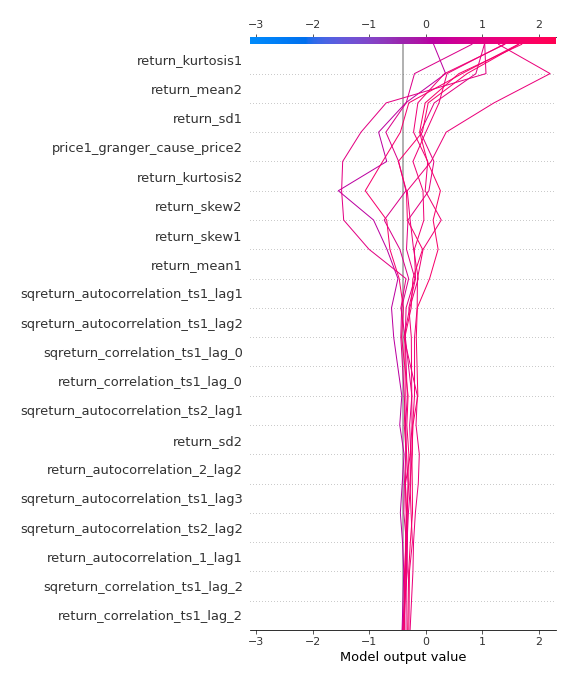 −3 −2 −1 0 1 2
return_kurtosis1
return_mean2
return_sd1
price1_granger_cause_price2
return_kurtosis2
return_skew2
return_skew1
return_mean1
sqreturn_autocorrelation_ts1_lag1
sqreturn_autocorrelation_ts1_lag2
sqreturn_correlation_ts1_lag_0
return_correlation_ts1_lag_0
sqreturn_autocorrelation_ts2_lag1
return_sd2
return_autocorrelation_2_lag2
sqreturn_autocorrelation_ts1_lag3
sqreturn_autocorrelation_ts2_lag2
return_autocorrelation_1_lag1
sqreturn_correlation_ts1_lag_2
return_correlation_ts1_lag_2
−3 −2 −1 0 1 2
Model output value